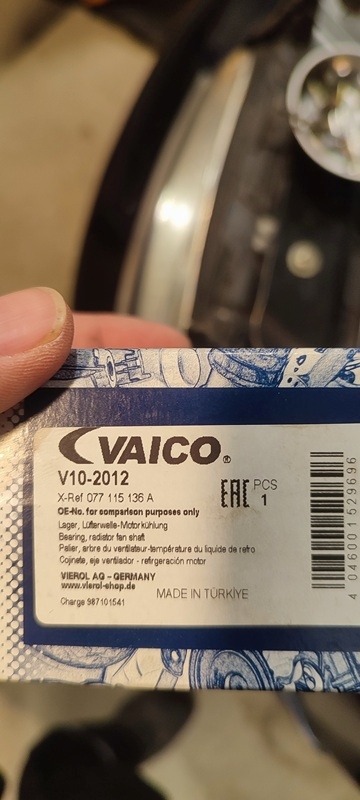 VAICO®
V10-2012
X-Ref 077 115 136 A
OE-No. for comparison purposes only
Lager, Lüfterwelle-Motorkühlung
Bearing, radiator fan shaft
Palier, arbre du ventilateur-température du liquide de refro
Cojinete, eje ventilador - refrigeración motor
VIEROL AG - GERMANY
www.vierol-shop.de
Charge 987101541
MADE IN TÜRKİYE
EAC
PCS
1
4 046001 529696